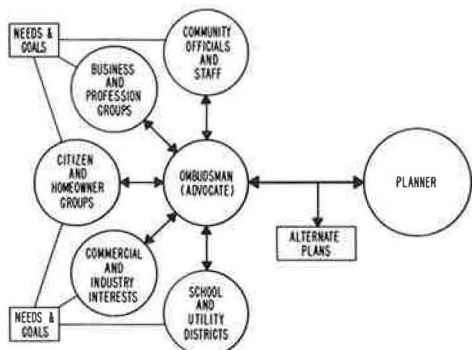 NEEDS &
GOALS
COMMUNITY
OFFICIALS
AND
STAFF
BUSINESS
AND
PROFESSION
GROUPS
CITIZEN
AND
HOMEOWNER
GROUPS
OMBUDSMAN
(ADVOCATE)
PLANNER
ALTERNATE
PLANS
COMMERCIAL
AND
INDUSTRY
INTERESTS
SCHOOL
AND
UTILITY
DISTRICTS
NEEDS &
GOALS